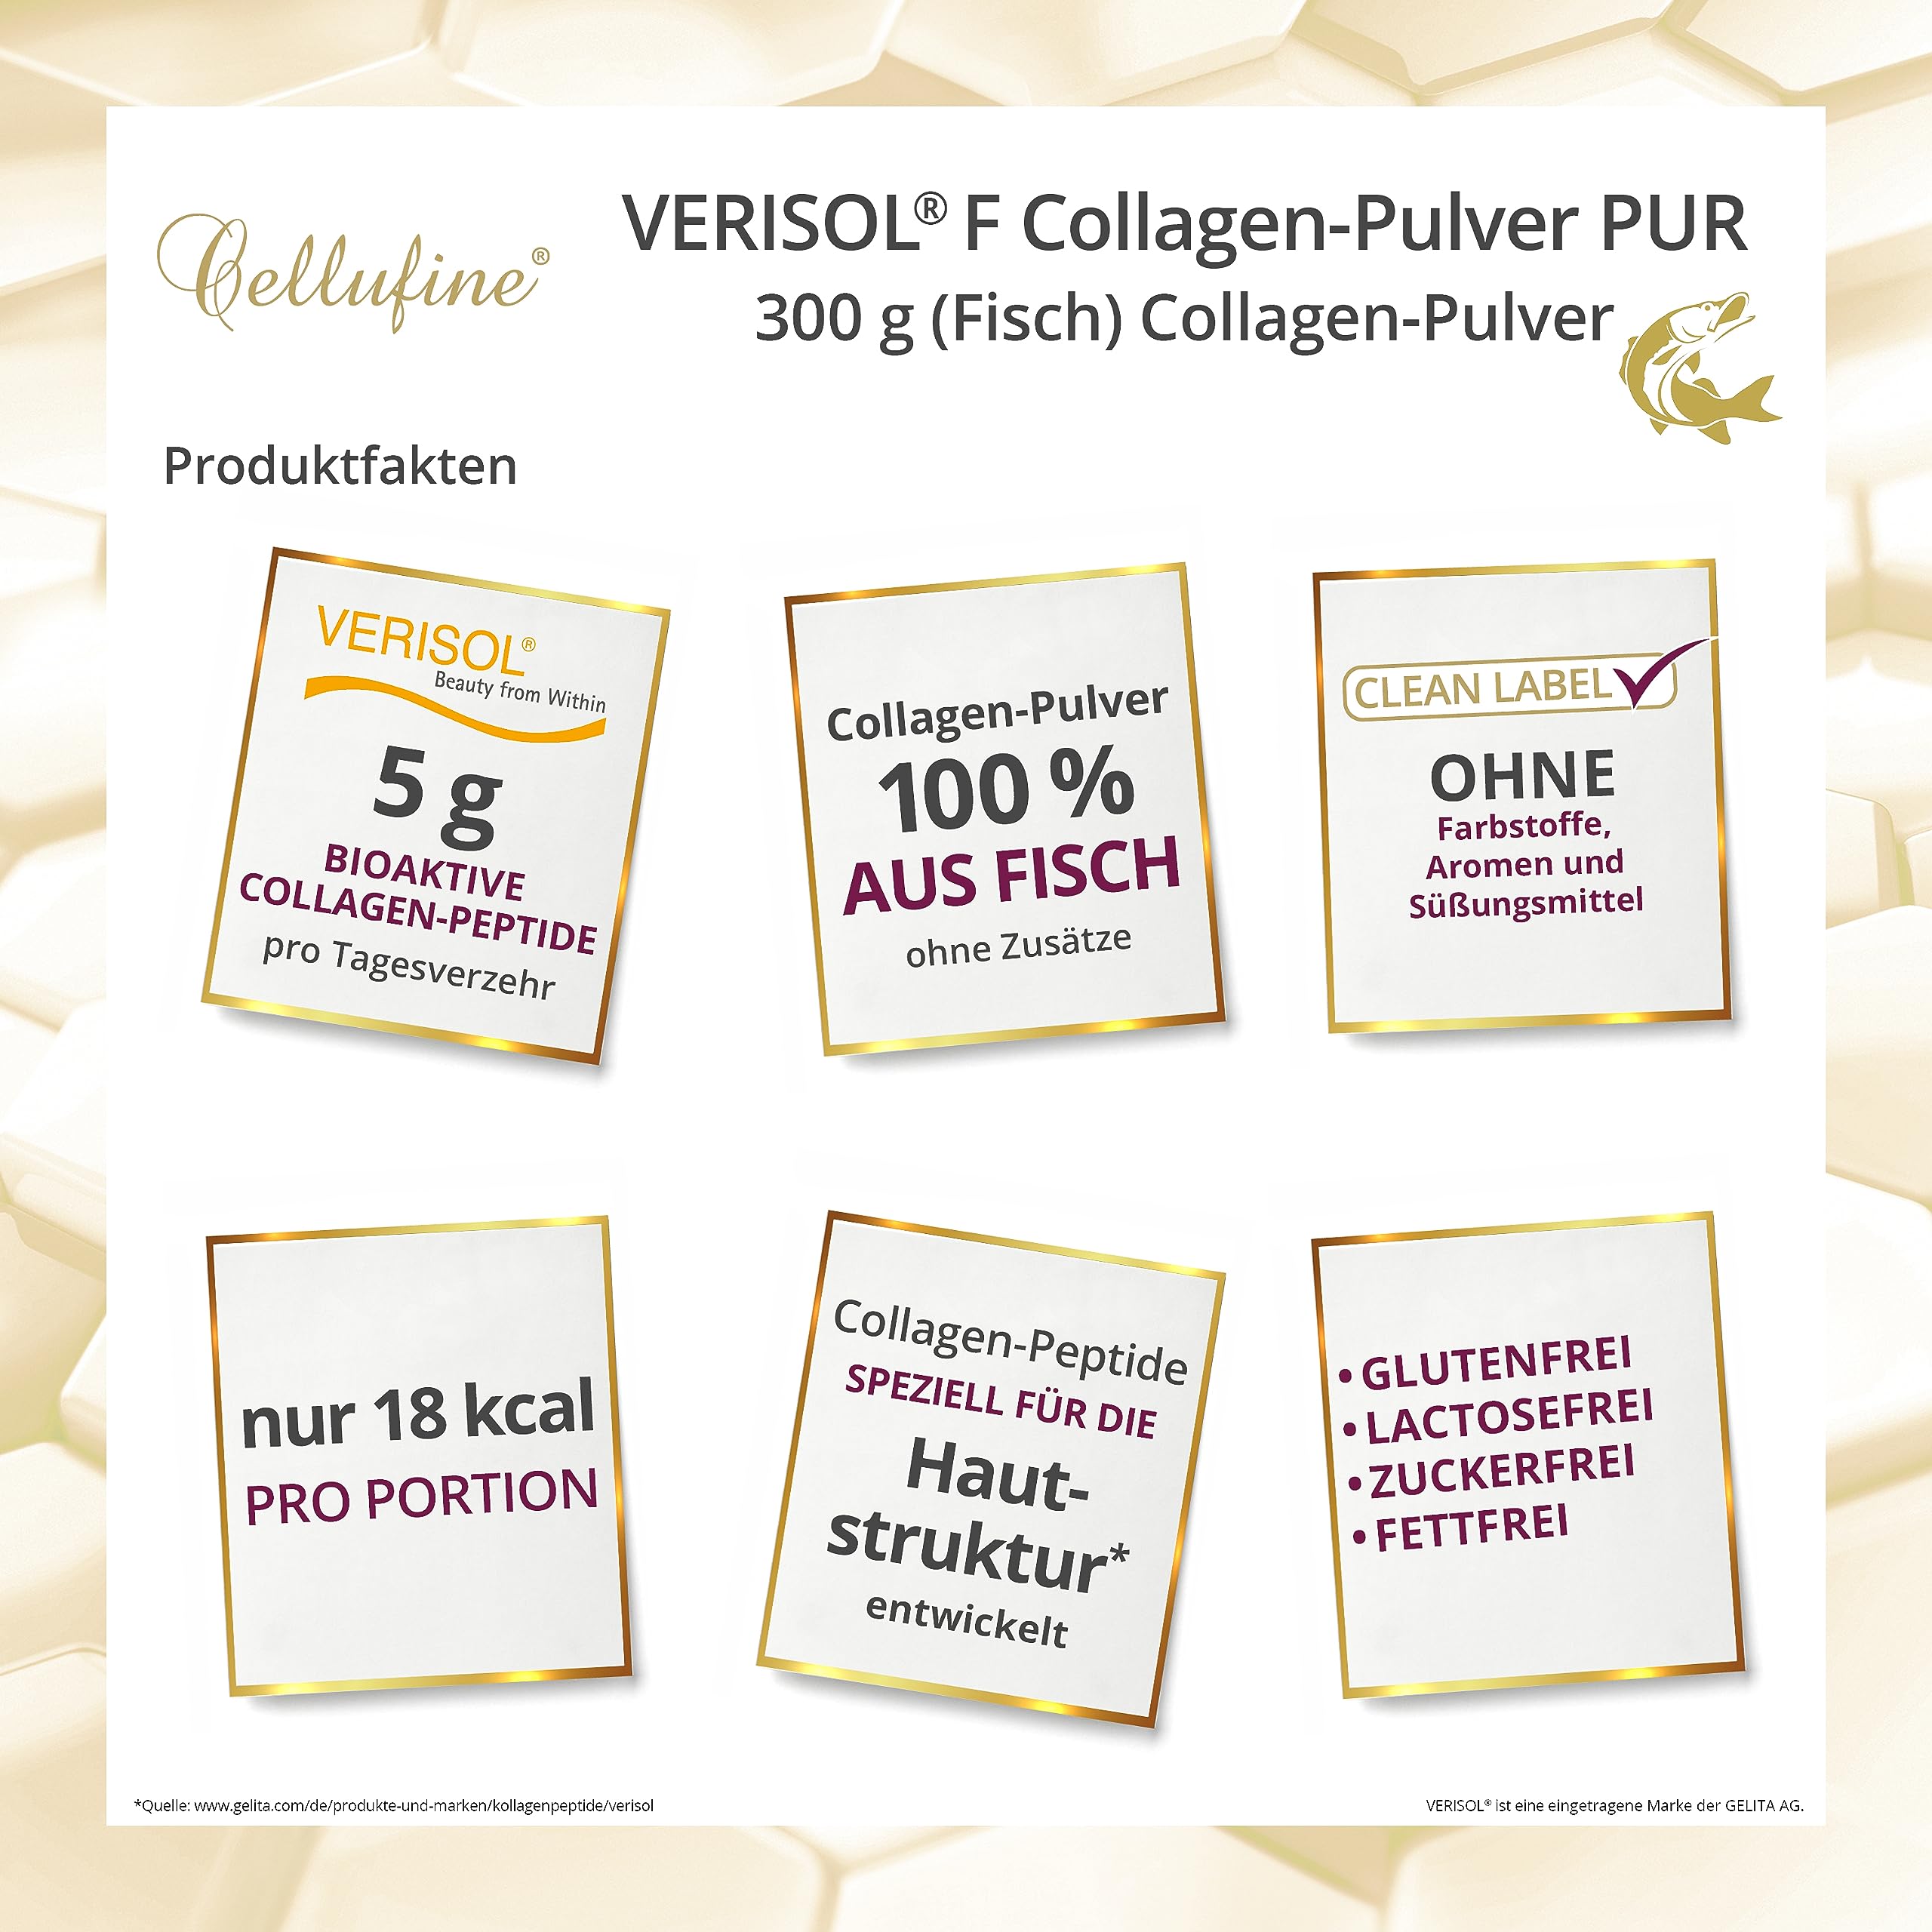 Cellufine®
VERISOL® F Collagen-Pulver PUR
300 g (Fisch) Collagen-Pulver
Produktfakten
VERISOL®
Beauty from Within
5 g
BIOAKTIVE
COLLAGEN-PEPTIDE
pro Tagesverzehr
Collagen-Pulver
100 %
AUS FISCH
ohne Zusätze
CLEAN LABEL
OHNE
Farbstoffe,
Aromen und
Süßungsmittel
nur 18 kcal
PRO PORTION
Collagen-Peptide
SPEZIELL FÜR DIE
Haut-
struktur*
entwickelt
• GLUTENFREI
• LACTOSEFREI
• ZUCKERFREI
• FETTFREI
*Quelle: www.gelita.com/de/produkte-und-marken/kollagenpeptide/verisol
VERISOL® ist eine eingetragene Marke der GELITA AG.